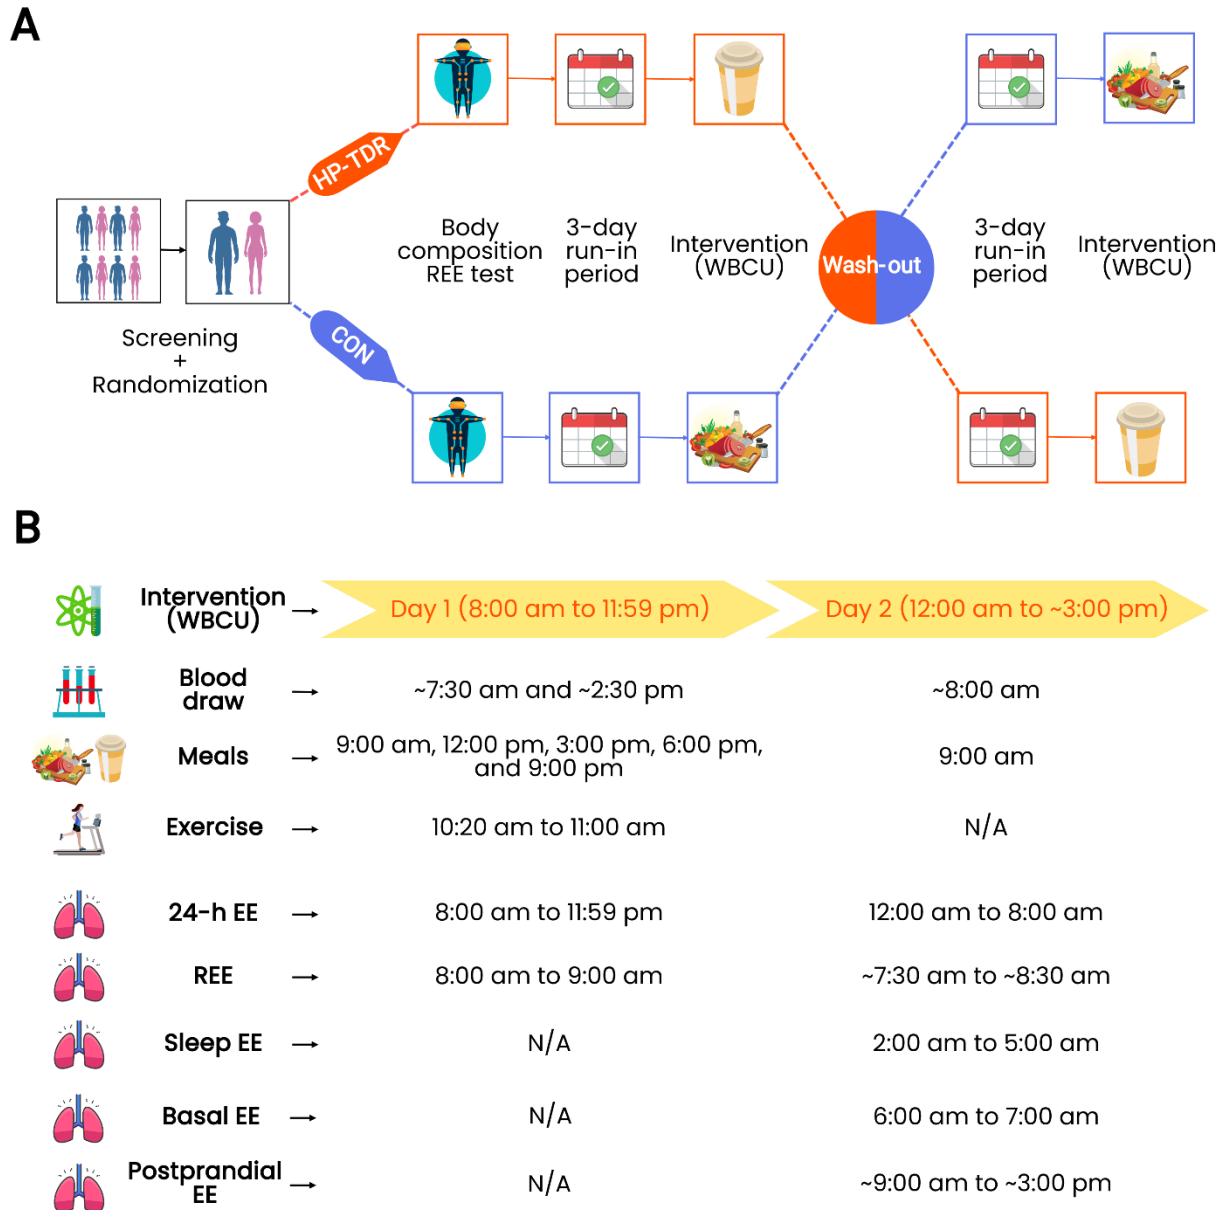 A
HP-TDR
Body
composition
REE test
3-day
run-in
period
Intervention
(WBCU)
Wash-out
3-day
run-in
period
Intervention
(WBCU)
Screening
+
Randomization
CON
B
Intervention
(WBCU)
Day 1 (8:00 am to 11:59 pm)
Day 2 (12:00 am to ~3:00 pm)
Blood
draw
~7:30 am and ~2:30 pm
~8:00 am
Meals
9:00 am, 12:00 pm, 3:00 pm, 6:00 pm,
and 9:00 pm
9:00 am
Exercise
10:20 am to 11:00 am
N/A
24-h EE
8:00 am to 11:59 pm
12:00 am to 8:00 am
REE
8:00 am to 9:00 am
~7:30 am to ~8:30 am
Sleep EE
N/A
2:00 am to 5:00 am
Basal EE
N/A
6:00 am to 7:00 am
Postprandial
EE
N/A
~9:00 am to ~3:00 pm